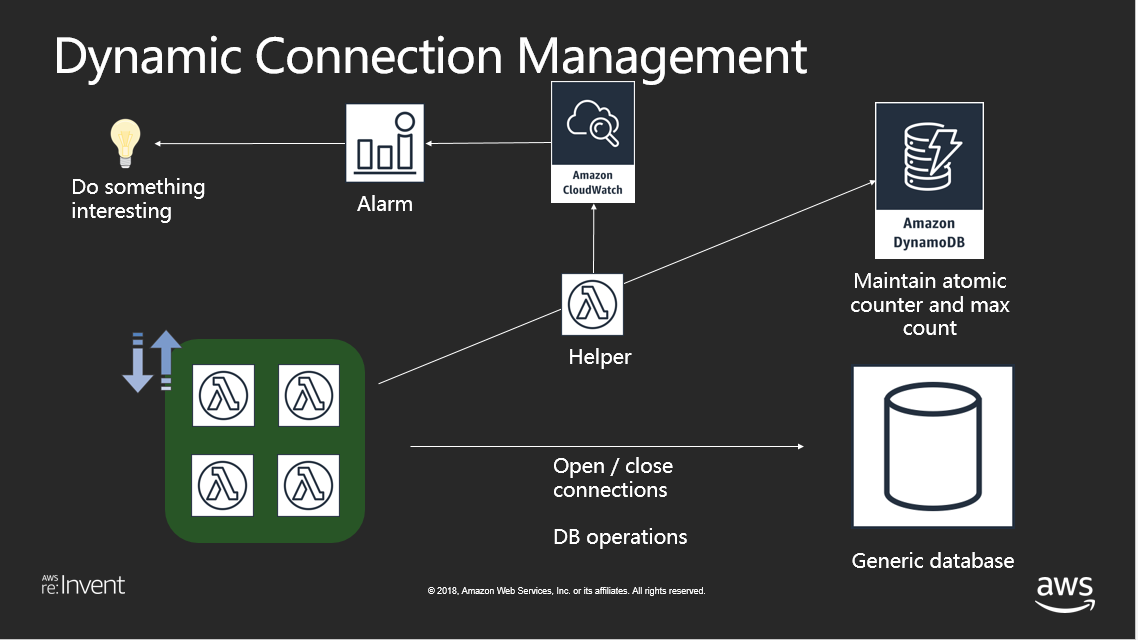 Dynamic Connection Management
Do something
interesting
Alarm
Amazon
CloudWatch
Amazon
DynamoDB
Maintain atomic
counter and max
count
Helper
Open / close
connections
DB operations
Generic database
AWS
re:Invent
© 2018, Amazon Web Services, Inc. or its affiliates. All rights reserved.
aws